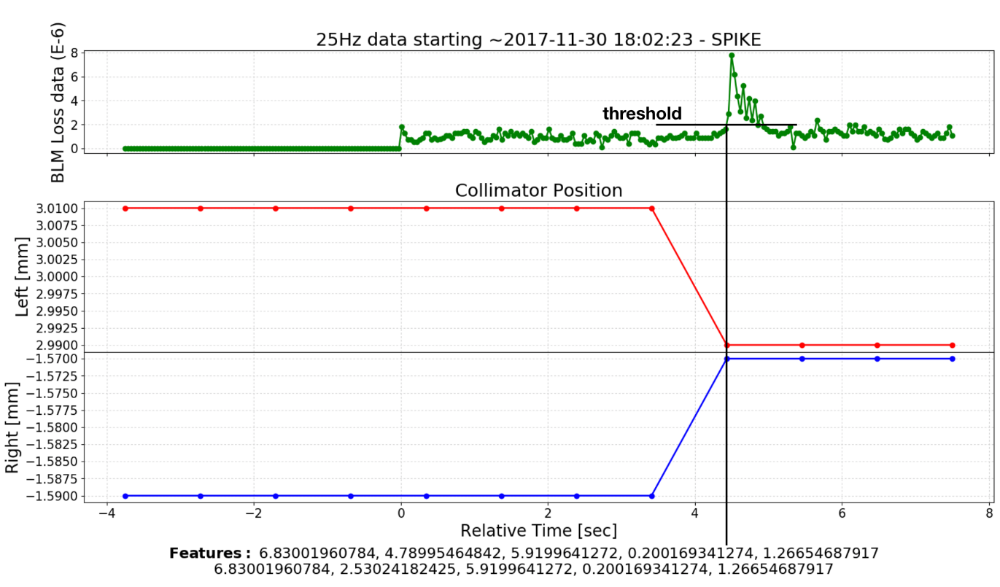 25Hz data starting ~2017-11-30 18:02:23 - SPIKE
BLM Loss data (E-6)
8
6
4
2
0
threshold
Collimator Position
Left [mm]
3.0100
3.0075
3.0050
3.0025
3.0000
2.9975
2.9950
2.9925
2.9900
Right [mm]
−1.5700
−1.5725
−1.5750
−1.5775
−1.5800
−1.5825
−1.5850
−1.5875
−1.5900
−4 −2 0 2 4 6 8
Relative Time [sec]
Features: 6.83001960784, 4.78995464842, 5.9199641272, 0.200169341274, 1.26654687917
6.83001960784, 2.53024182425, 5.9199641272, 0.200169341274, 1.26654687917